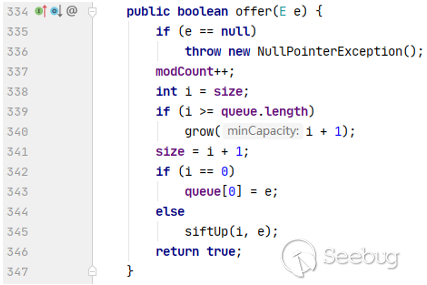 334 @ public boolean offer(E e) {
335 if (e == null)
336 throw new NullPointerException();
337 modCount++;
338 int i = size;
339 if (i >= queue.length)
340 grow( minCapacity: i + 1);
341 size = i + 1;
342 if (i == 0)
343 queue[0] = e;
344 else
345 siftUp(i, e);
346 return true;
347 }
Seebug